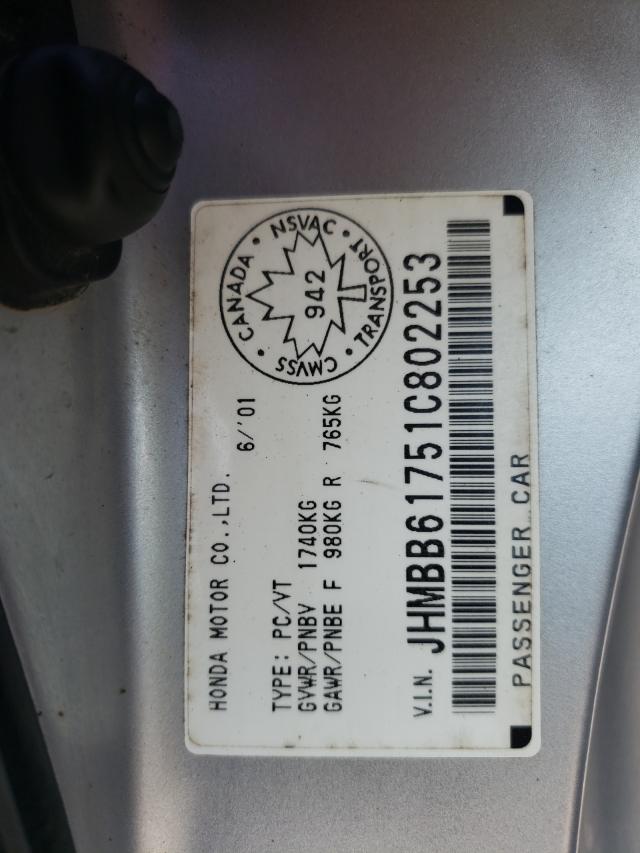 HONDA MOTOR CO.,LTD.
6/'01
TYPE: PC/VT
GVWR/PNBV 1740KG
GAWR/PNBE F 980KG R 765KG
CANADA • NSVAC • TRANSPORT • CMVSS •
942
V.I.N. JHMBB61751C802253
PASSENGER CAR